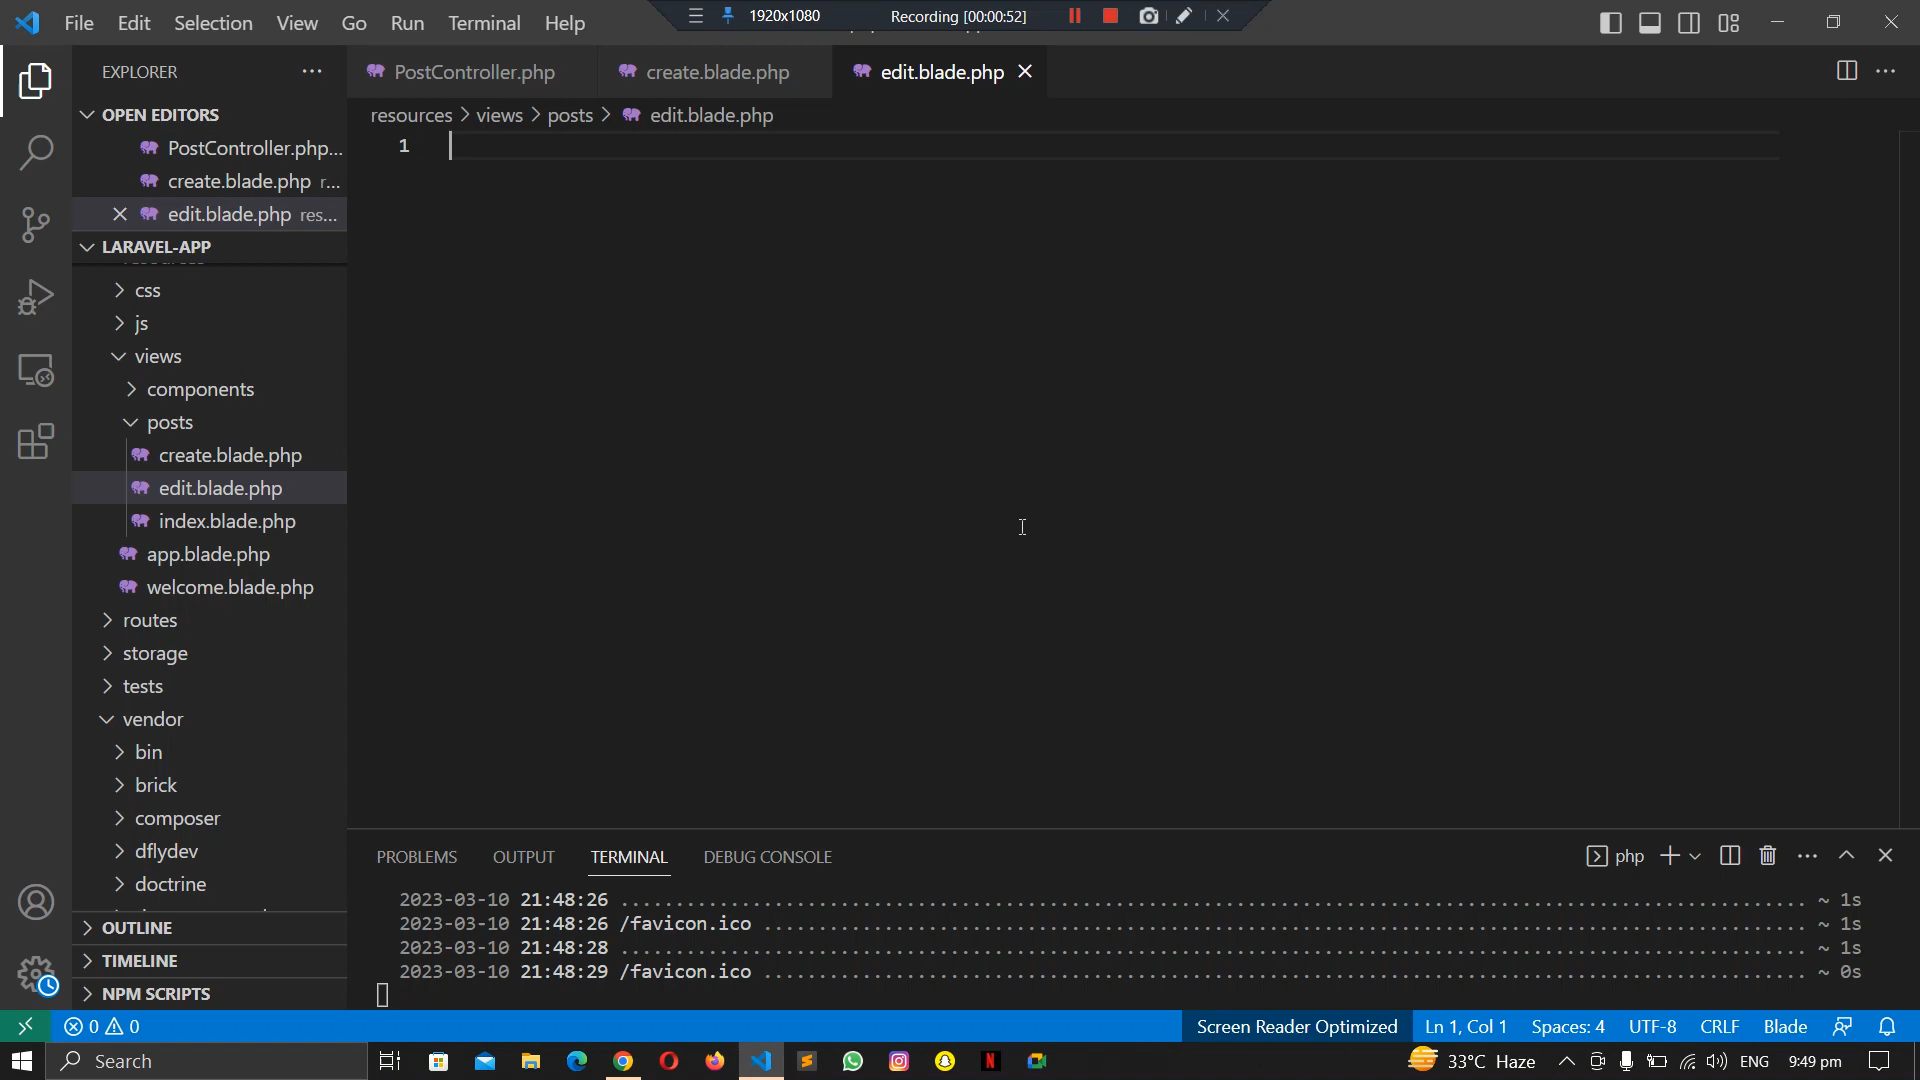 File Edit Selection View Go Run Terminal Help
1920x1080 Recording [00:00:52]
EXPLORER
PostController.php create.blade.php edit.blade.php
OPEN EDITORS
resources > views > posts > edit.blade.php
PostController.php...
create.blade.php r...
edit.blade.php res...
1
LARAVEL-APP
css
js
views
components
posts
create.blade.php
edit.blade.php
index.blade.php
app.blade.php
welcome.blade.php
routes
storage
tests
vendor
bin
brick
composer
dflydev
doctrine
OUTLINE
TIMELINE
NPM SCRIPTS
PROBLEMS OUTPUT TERMINAL DEBUG CONSOLE php
2023-03-10 21:48:26 ........ ~ 1s
2023-03-10 21:48:26 /favicon.ico ........ ~ 1s
2023-03-10 21:48:28 ........ ~ 1s
2023-03-10 21:48:29 /favicon.ico ........ ~ 0s
0 0 Screen Reader Optimized Ln 1, Col 1 Spaces: 4 UTF-8 CRLF Blade
Search 33°C Haze ENG 9:49 pm